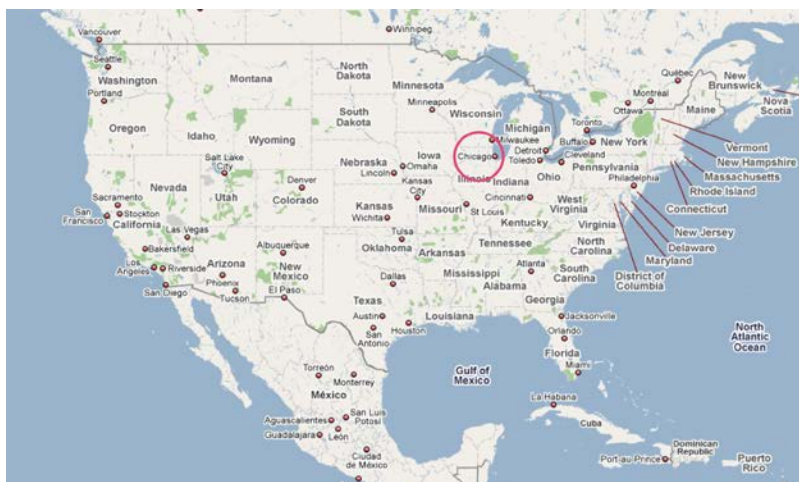 Vancouver
Winnipeg
Seattle
Washington
Portland
Montana
North
Dakota
Minnesota
Minneapolis
Québec
New
Brunswick
Nova
Scotia
Montréal
Ottawa
Maine
Oregon
Idaho
Wyoming
South
Dakota
Wisconsin
Michigan
Toronto
Milwaukee
Buffalo
New York
Vermont
New Hampshire
Massachusetts
Rhode Island
Connecticut
New Jersey
Delaware
Maryland
District of
Columbia
Detroit
Chicago
Toledo
Cleveland
Pennsylvania
Philadelphia
Iowa
Omaha
Nebraska
Lincoln
Salt Lake
City
Nevada
Utah
Denver
Colorado
Kansas
City
Illinois
Indiana
Ohio
Cincinnati
West
Virginia
Virginia
Sacramento
San
Francisco
Stockton
California
Kansas
Wichita
Missouri
St Louis
Kentucky
Las Vegas
Bakersfield
Tulsa
Oklahoma
Arkansas
Tennessee
North
Carolina
Los
Angeles
Riverside
Arizona
Phoenix
Albuquerque
New
Mexico
Atlanta
South
Carolina
San Diego
Tucson
El Paso
Dallas
Mississippi
Alabama
Georgia
Texas
Austin
San
Antonio
Houston
Louisiana
Jacksonville
Orlando
Florida
Miami
North
Atlantic
Ocean
Gulf of
Mexico
Torreón
Monterrey
México
La Habana
Cuba
Aguascalientes
San Luis
Potosí
Guadalajara
León
Ciudad
de México
Port-au-Prince
Dominican
Republic
Puerto
Rico